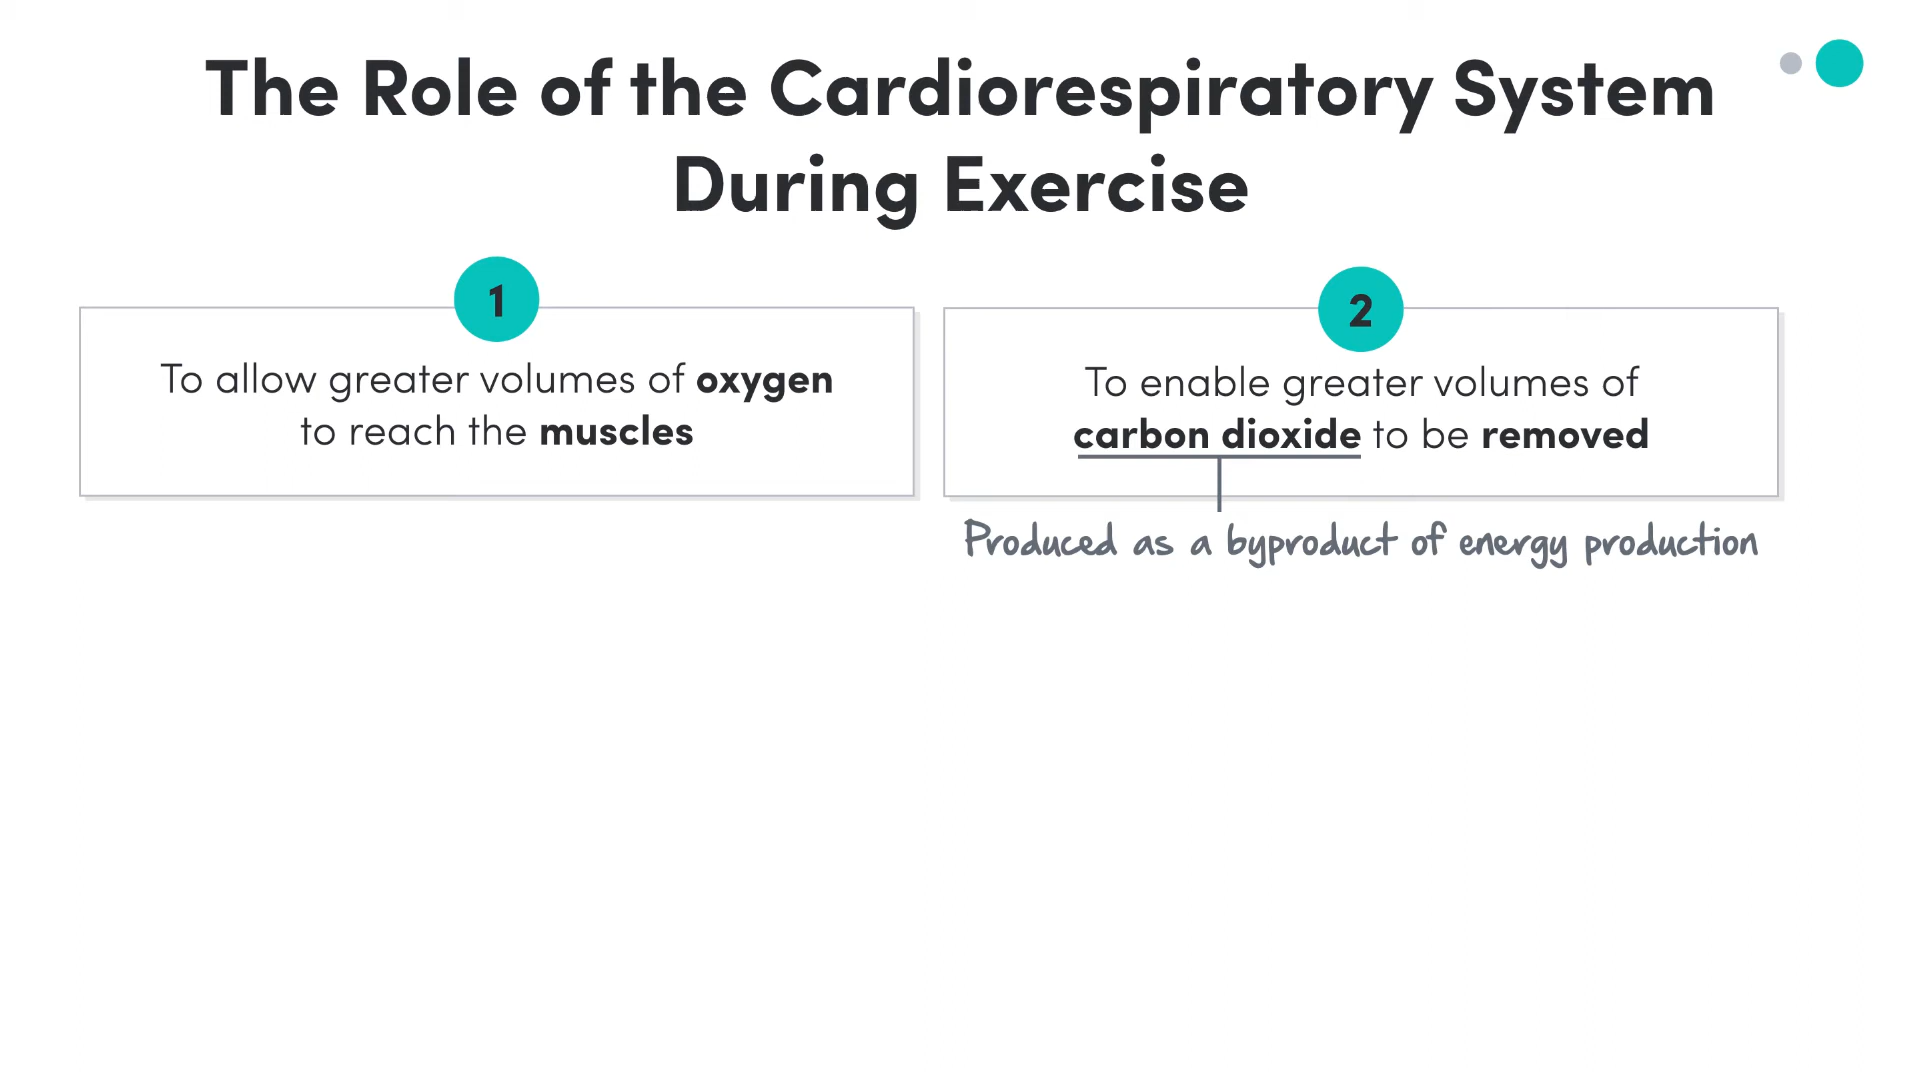 The Role of the Cardiorespiratory System
During Exercise
1
To allow greater volumes of oxygen
to reach the muscles
2
To enable greater volumes of
carbon dioxide to be removed
Produced as a byproduct of energy production